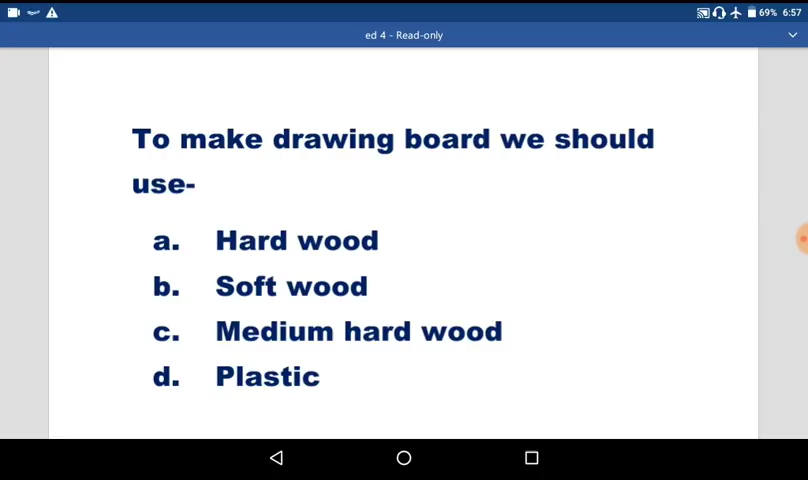 69% 6:57
ed 4 - Read-only
To make drawing board we should
use-
a. Hard wood
b. Soft wood
c. Medium hard wood
d. Plastic